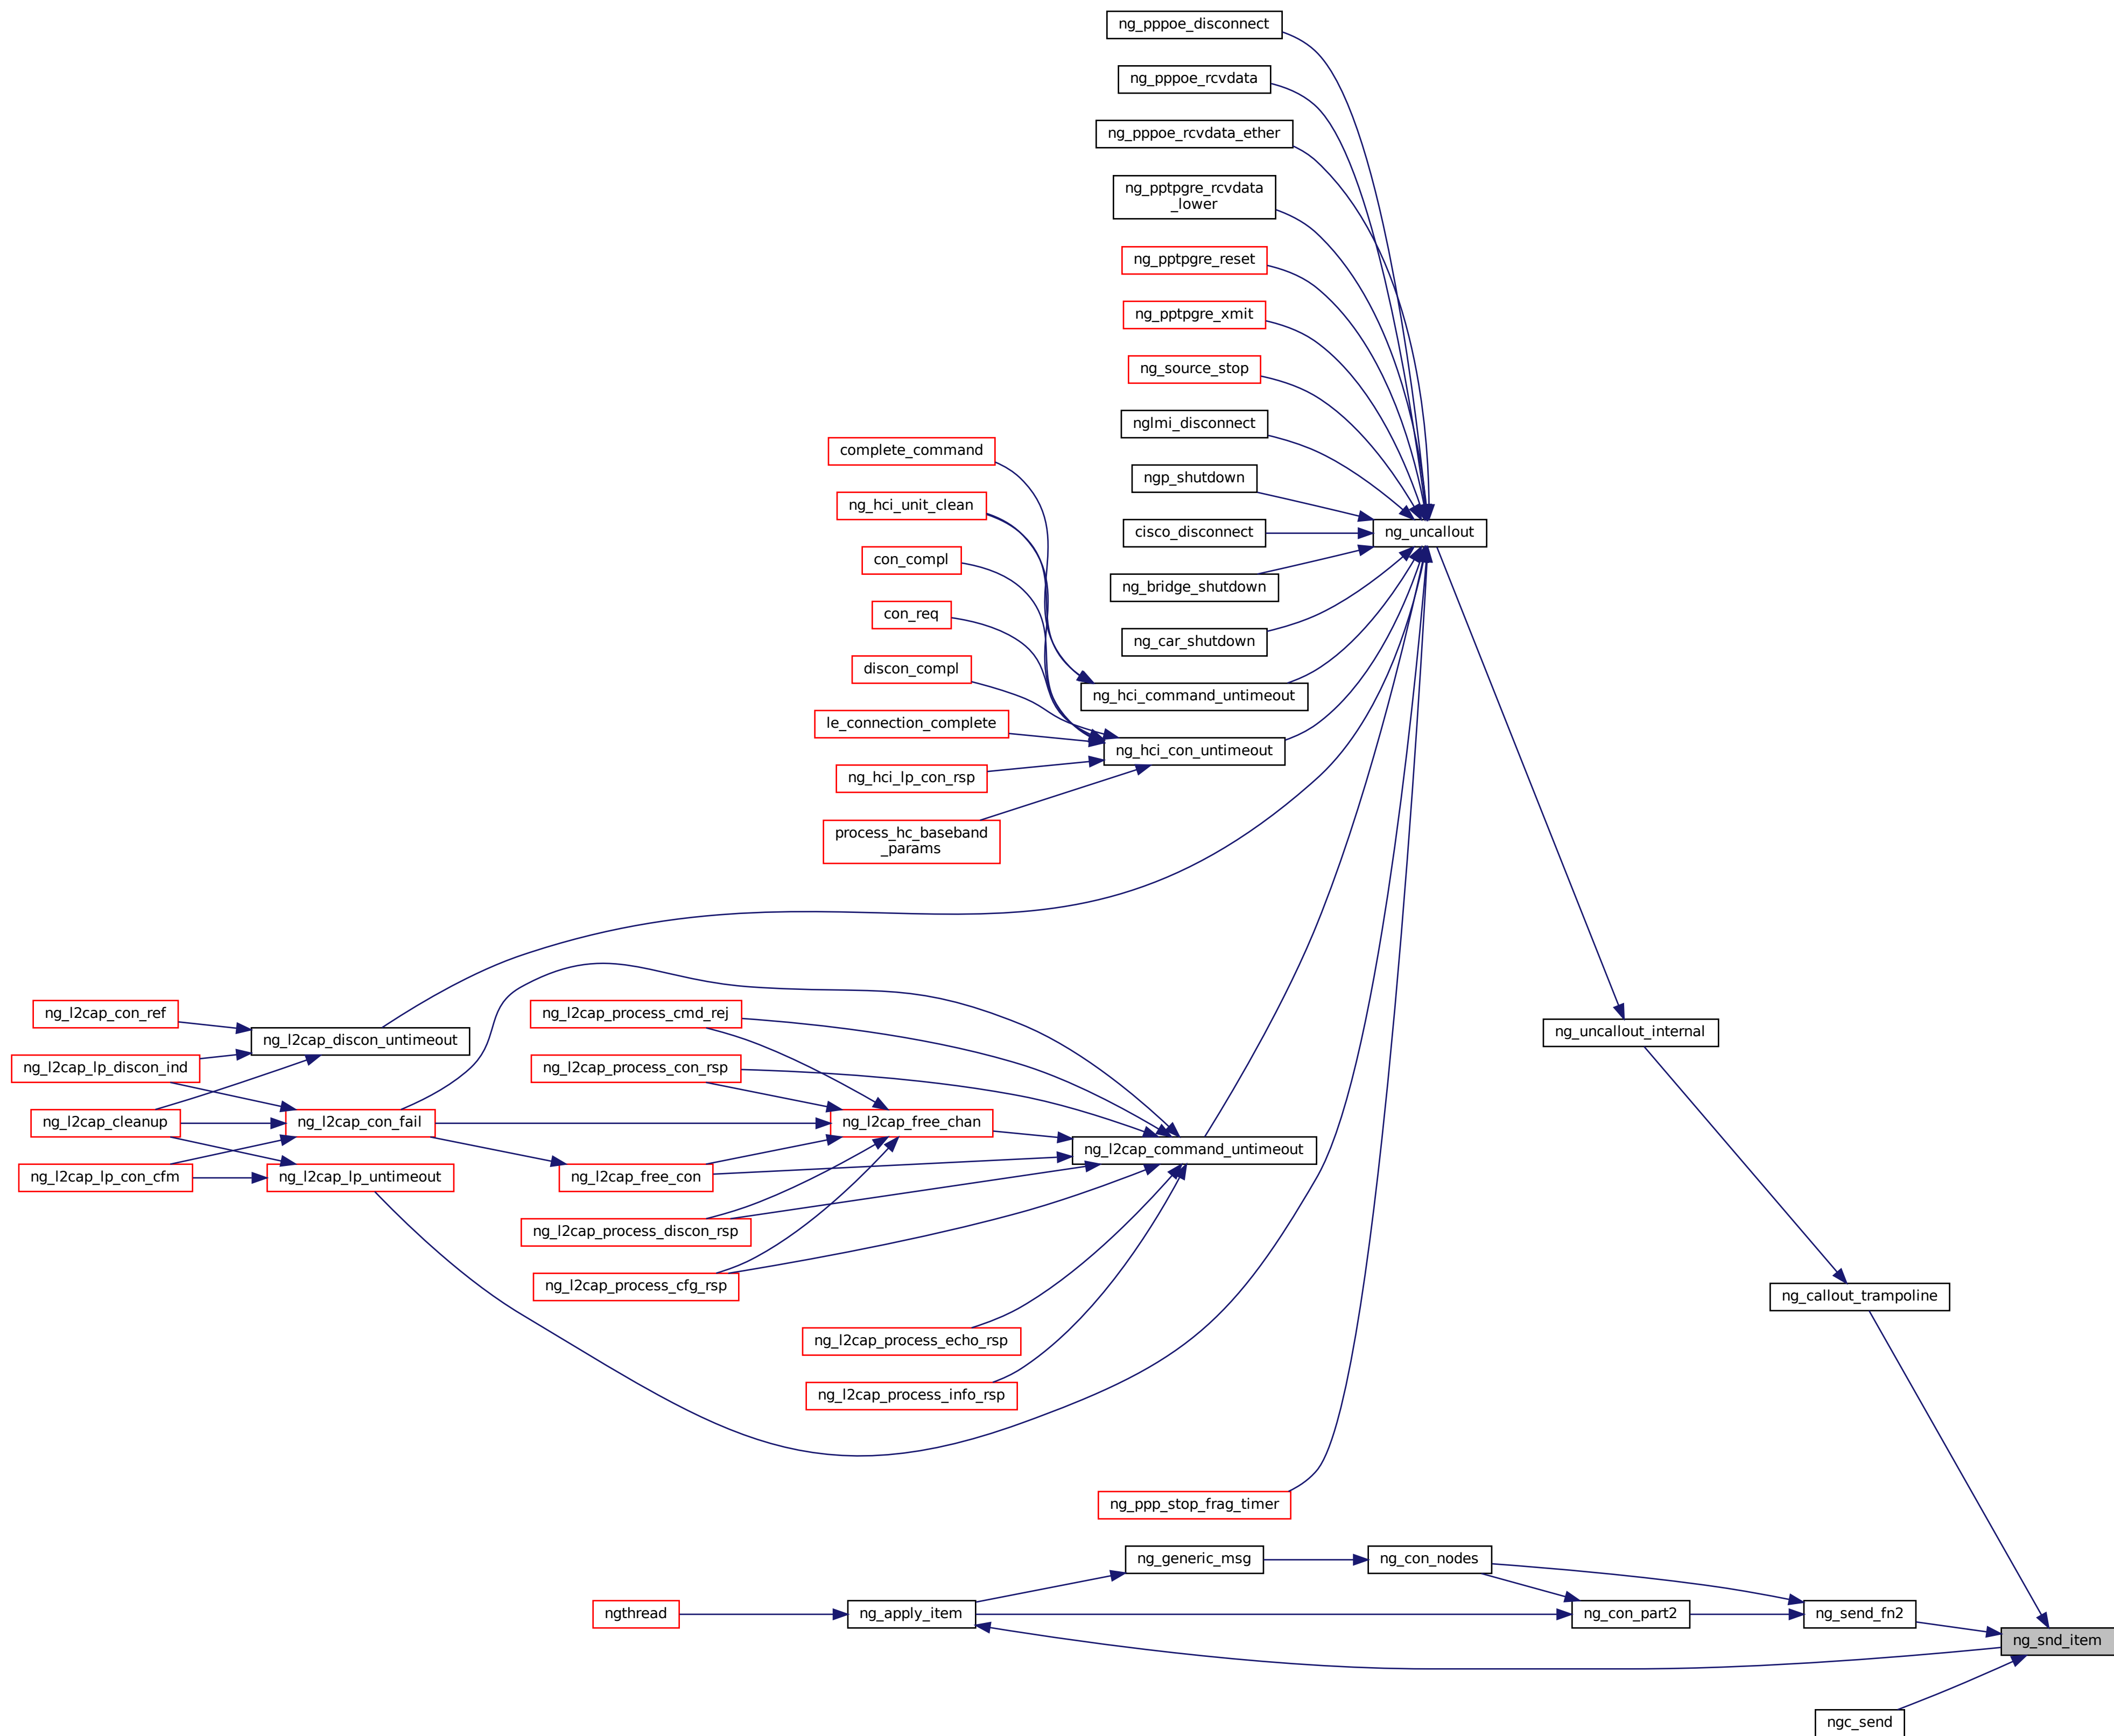 ng_pppoe_disconnect
ng_pppoe_rcvdata
ng_pppoe_rcvdata_ether
ng_pptpgre_rcvdata
_lower
ng_pptpgre_reset
ng_pptpgre_xmit
ng_source_stop
nglmi_disconnect
ngp_shutdown
cisco_disconnect
ng_uncallout
ng_bridge_shutdown
ng_car_shutdown
complete_command
ng_hci_unit_clean
con_compl
con_req
discon_compl
le_connection_complete
ng_hci_lp_con_rsp
process_hc_baseband
_params
ng_hci_command_untimeout
ng_hci_con_untimeout
ng_l2cap_con_ref
ng_l2cap_discon_untimeout
ng_l2cap_lp_discon_ind
ng_l2cap_cleanup
ng_l2cap_con_fail
ng_l2cap_lp_con_cfm
ng_l2cap_lp_untimeout
ng_l2cap_process_cmd_rej
ng_l2cap_process_con_rsp
ng_l2cap_free_chan
ng_l2cap_command_untimeout
ng_l2cap_free_con
ng_l2cap_process_discon_rsp
ng_l2cap_process_cfg_rsp
ng_l2cap_process_echo_rsp
ng_l2cap_process_info_rsp
ng_uncallout_internal
ng_callout_trampoline
ng_ppp_stop_frag_timer
ng_generic_msg
ng_con_nodes
ngthread
ng_apply_item
ng_con_part2
ng_send_fn2
ng_snd_item
ngc_send